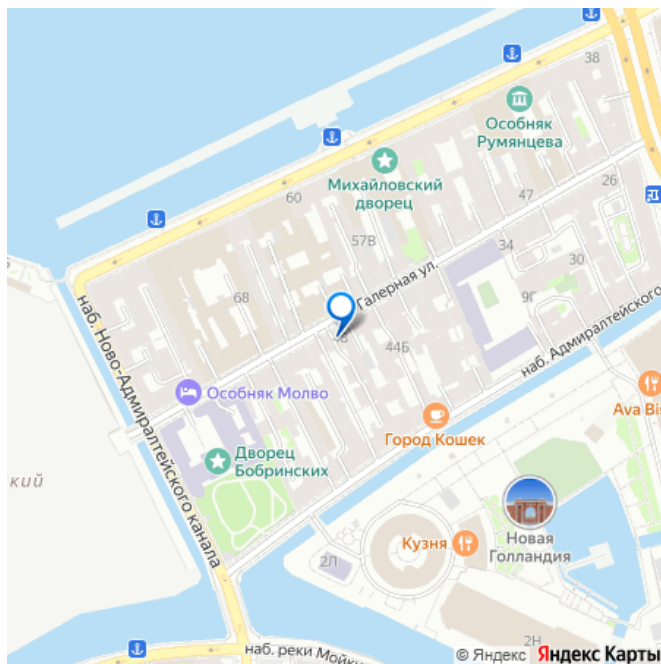 38
Особняк
Румянцева
Михайловский
дворец
60
47
26
57В
34
30
Галерная ул.
68
9Г
наб. Адмиралтейского
44Б
наб. Ново-Адмиралтейского канала
Особняк Молво
Ava Bis
Город Кошек
Дворец
Бобринских
кий
Кузня
Новая
Голландия
2Л
2Н
наб. реки Мойки
© Яндекс Яндекс Карты